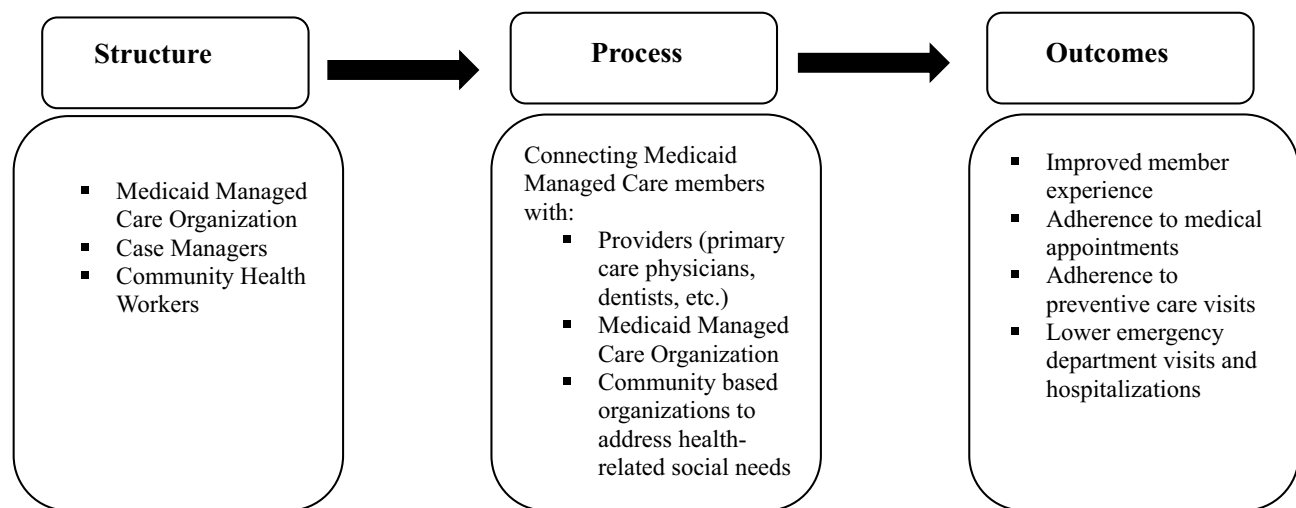 Structure
Process
Outcomes
▪ Medicaid Managed
Care Organization
▪ Case Managers
▪ Community Health
Workers
Connecting Medicaid
Managed Care members
with:
▪ Providers (primary
care physicians,
dentists, etc.)
▪ Medicaid Managed
Care Organization
▪ Community based
organizations to
address health-
related social needs
▪ Improved member
experience
▪ Adherence to medical
appointments
▪ Adherence to
preventive care visits
▪ Lower emergency
department visits and
hospitalizations